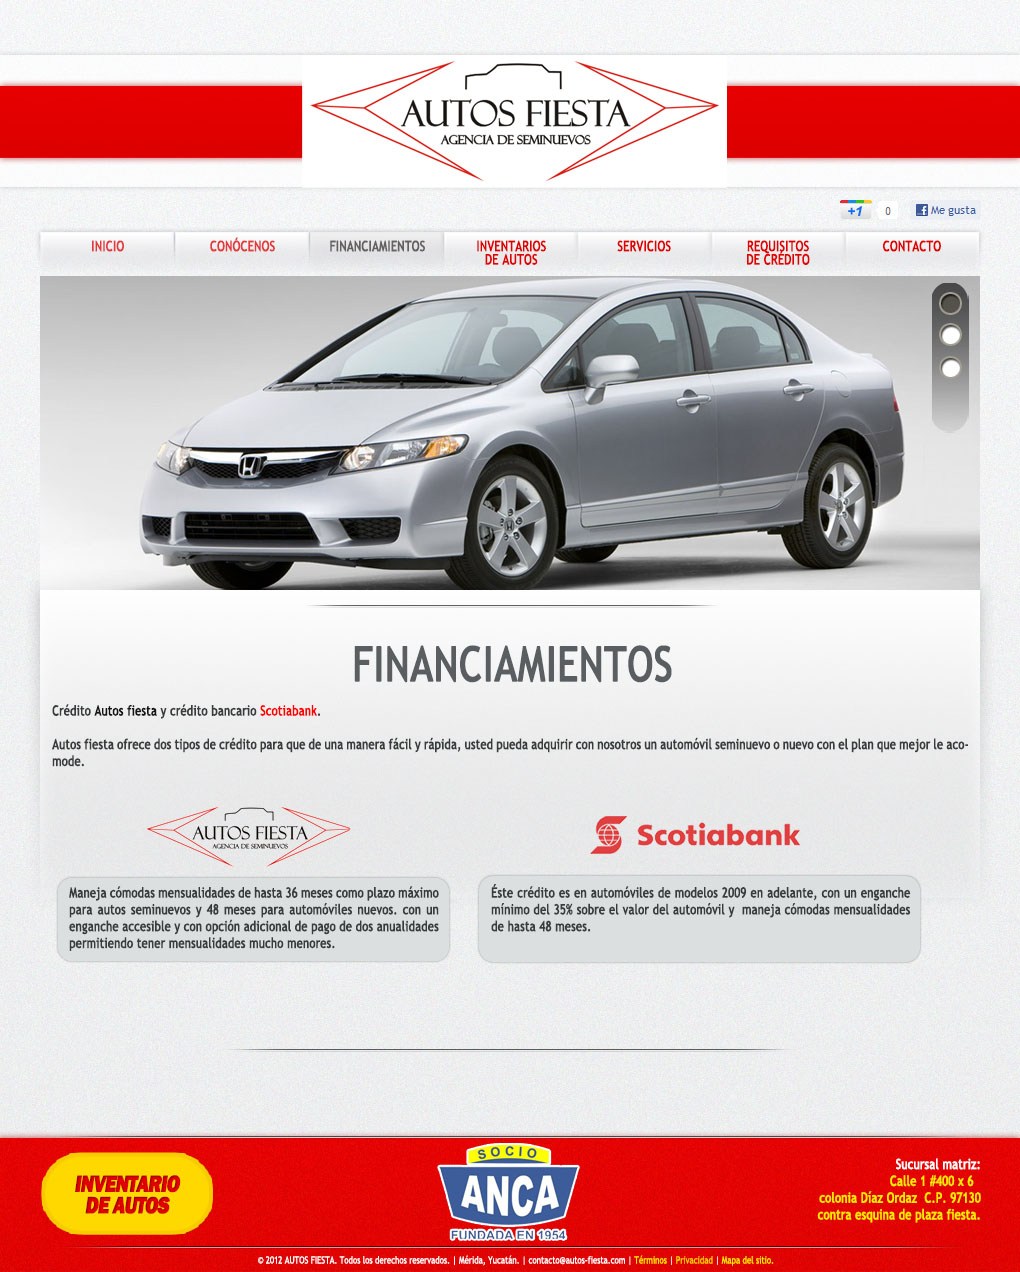 AUTOS FIESTA
AGENCIA DE SEMINUEVOS
+1
0
Me gusta
INICIO
CONÓCENOS
FINANCIAMIENTOS
INVENTARIOS
DE AUTOS
SERVICIOS
REQUISITOS
DE CRÉDITO
CONTACTO
FINANCIAMIENTOS
Crédito Autos fiesta y crédito bancario Scotiabank.
Autos fiesta ofrece dos tipos de crédito para que de una manera fácil y rápida, usted pueda adquirir con nosotros un automóvil seminuevo o nuevo con el plan que mejor le aco-
mode.
AUTOS FIESTA
AGENCIA DE SEMINUEVOS
Maneja cómodas mensualidades de hasta 36 meses como plazo máximo
para autos seminuevos y 48 meses para automóviles nuevos. con un
enganche accesible y con opción adicional de pago de dos anualidades
permitiendo tener mensualidades mucho menores.
Scotiabank
Éste crédito es en automóviles de modelos 2009 en adelante, con un enganche
mínimo del 35% sobre el valor del automóvil y maneja cómodas mensualidades
de hasta 48 meses.
INVENTARIO
DE AUTOS
SOCIO
ANCA
FUNDADA EN 1954
Sucursal matriz:
Calle 1 #400 x 6
colonia Díaz Ordaz C.P. 97130
contra esquina de plaza fiesta.
© 2012 AUTOS FIESTA. Todos los derechos reservados. | Mérida, Yucatán. | contacto@autos-fiesta.com | Términos | Privacidad | Mapa del sitio.